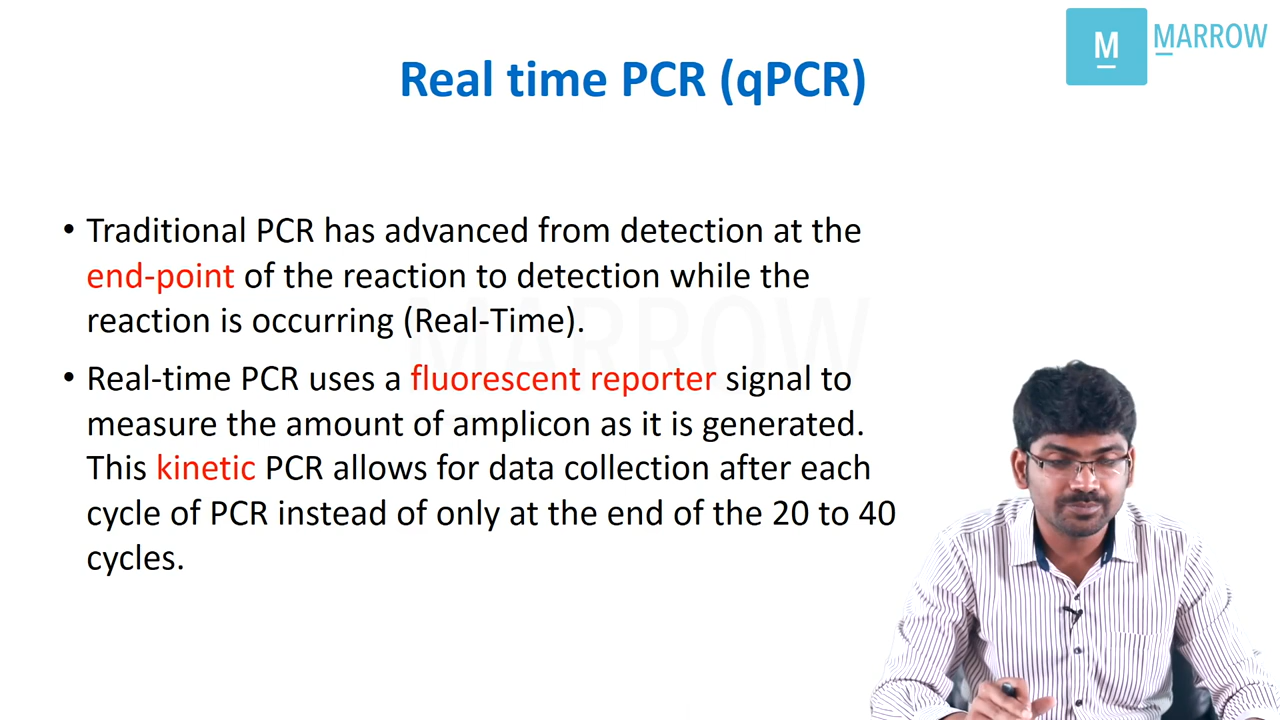 M MARROW
Real time PCR (qPCR)
• Traditional PCR has advanced from detection at the
end-point of the reaction to detection while the
reaction is occurring (Real-Time).
MARROW
• Real-time PCR uses a fluorescent reporter signal to
measure the amount of amplicon as it is generated.
This kinetic PCR allows for data collection after each
cycle of PCR instead of only at the end of the 20 to 40
cycles.